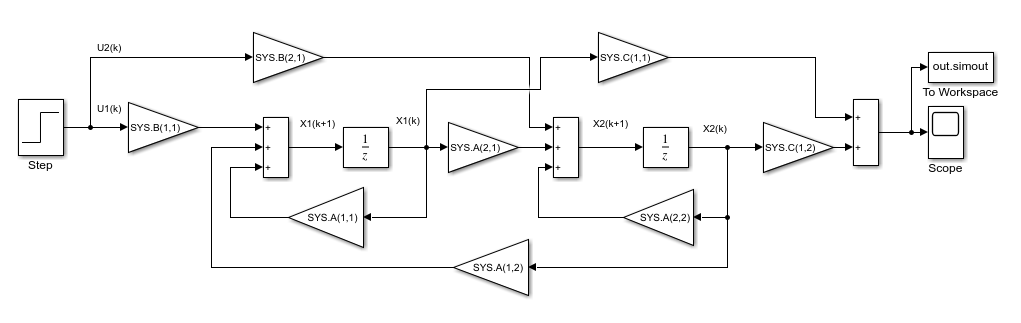 U2(k)
SYS.B(2,1)
SYS.C(1,1)
out.simout
To Workspace
U1(k)
SYS.B(1,1)
Step
+
+
+
X1(k+1)
1
z
X1(k)
SYS.A(2,1)
+
+
+
X2(k+1)
1
z
X2(k)
SYS.C(1,2)
+
+
Scope
SYS.A(1,1)
SYS.A(2,2)
SYS.A(1,2)